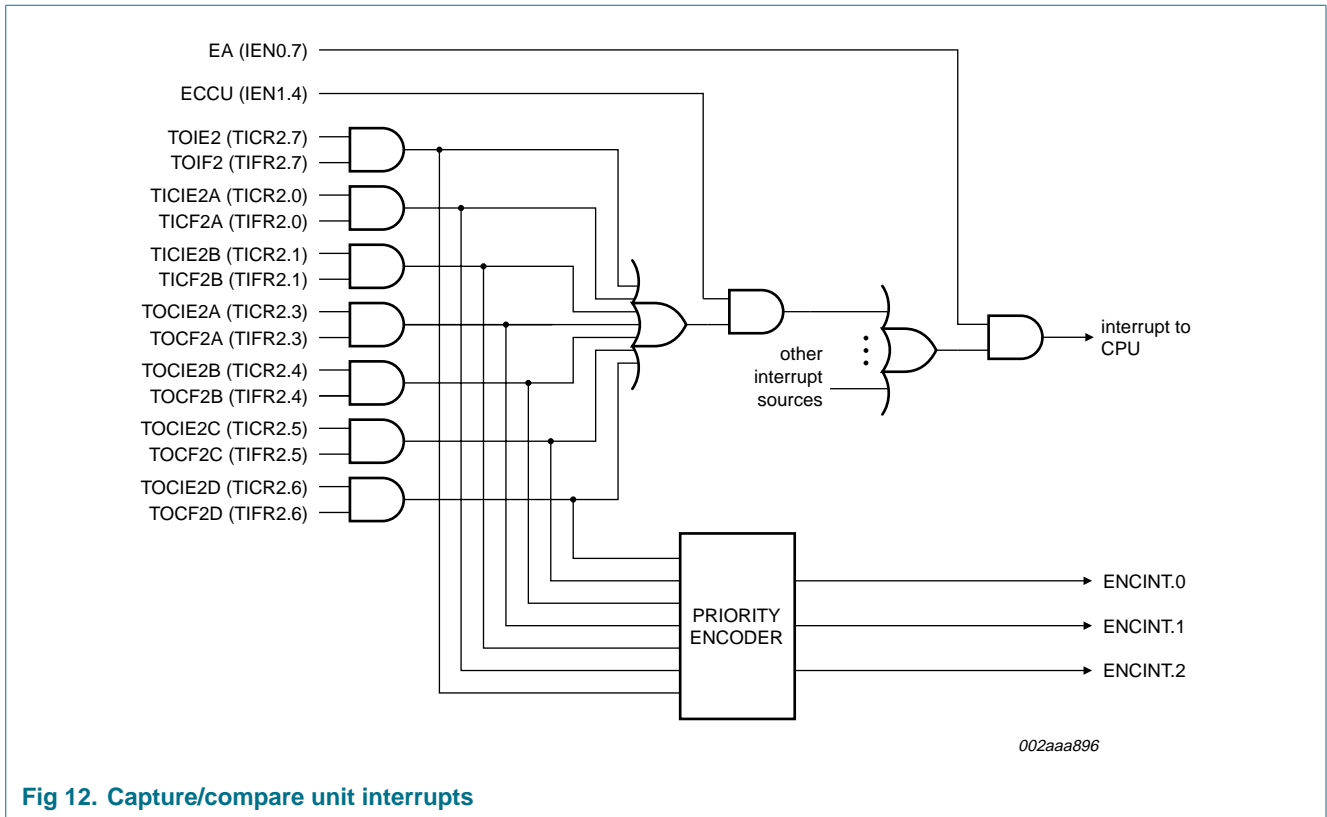 EA (IEN0.7)
ECCU (IEN1.4)
TOIE2 (TICR2.7)
TOIF2 (TIFR2.7)
TICIE2A (TICR2.0)
TICF2A (TIFR2.0)
TICIE2B (TICR2.1)
TICF2B (TIFR2.1)
TOCIE2A (TICR2.3)
TOCF2A (TIFR2.3)
TOCIE2B (TICR2.4)
TOCF2B (TIFR2.4)
TOCIE2C (TICR2.5)
TOCF2C (TIFR2.5)
TOCIE2D (TICR2.6)
TOCF2D (TIFR2.6)
other
interrupt
sources
interrupt to
CPU
PRIORITY
ENCODER
ENCINT.0
ENCINT.1
ENCINT.2
002aaa896
Fig 12. Capture/compare unit interrupts